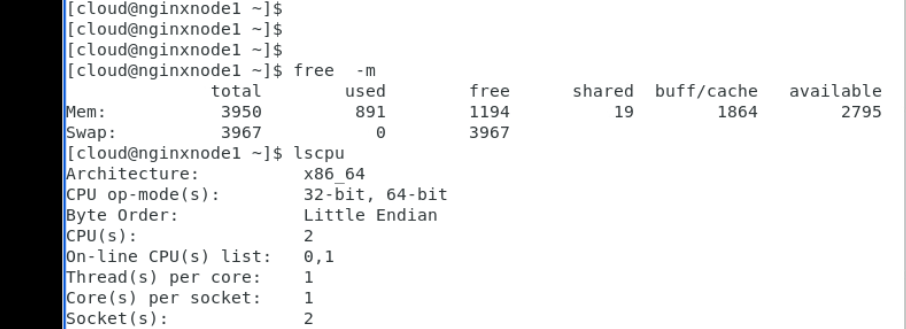 [cloud@nginxnode1 ~]$
[cloud@nginxnode1 ~]$
[cloud@nginxnode1 ~]$
[cloud@nginxnode1 ~]$ free  -m
              total        used        free      shared  buff/cache   available
Mem:           3950         891        1194          19        1864        2795
Swap:          3967           0        3967
[cloud@nginxnode1 ~]$ lscpu
Architecture:          x86_64
CPU op-mode(s):        32-bit, 64-bit
Byte Order:            Little Endian
CPU(s):                2
On-line CPU(s) list:   0,1
Thread(s) per core:    1
Core(s) per socket:    1
Socket(s):             2